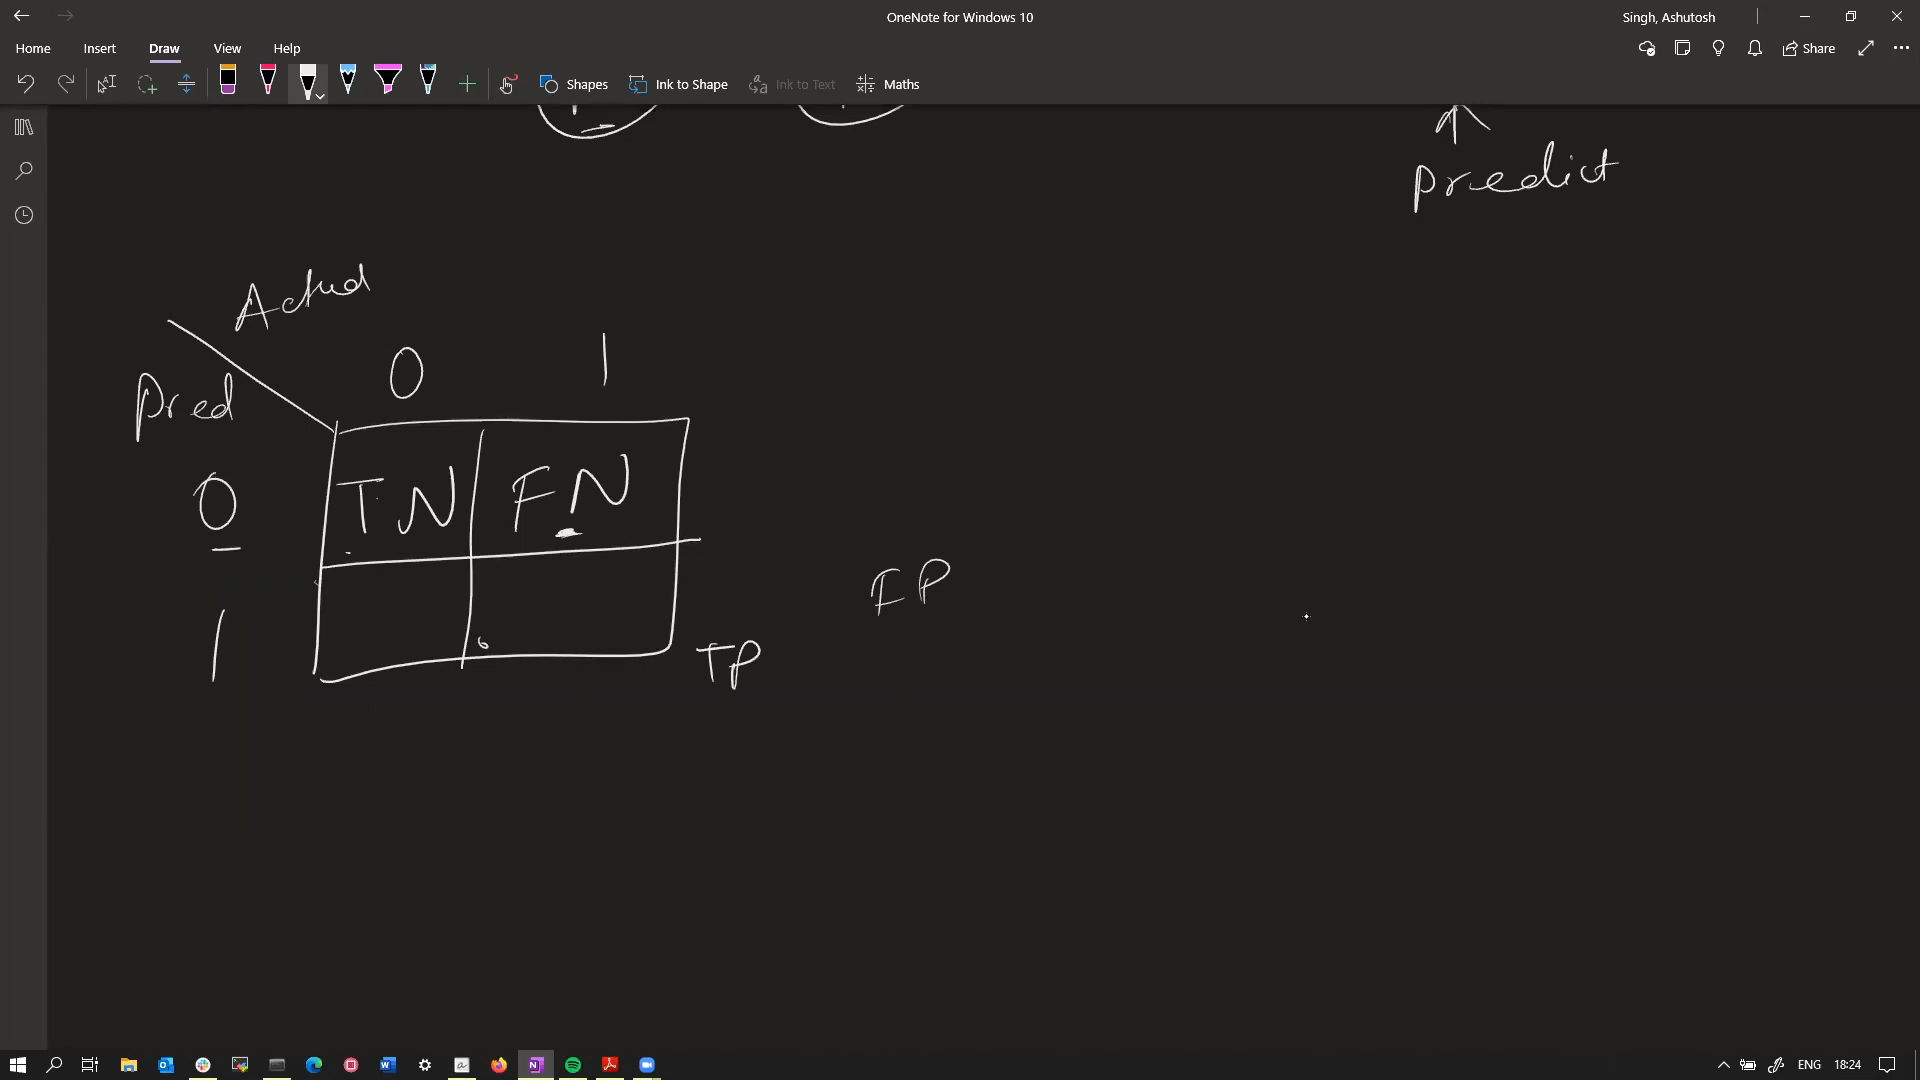 OneNote for Windows 10
Singh, Ashutosh
Home Insert Draw View Help
Share
Shapes Ink to Shape Ink to Text Maths
Predict
Actual
Pred
0 1
0 TN FN
FP
1
TP
ENG 18:24